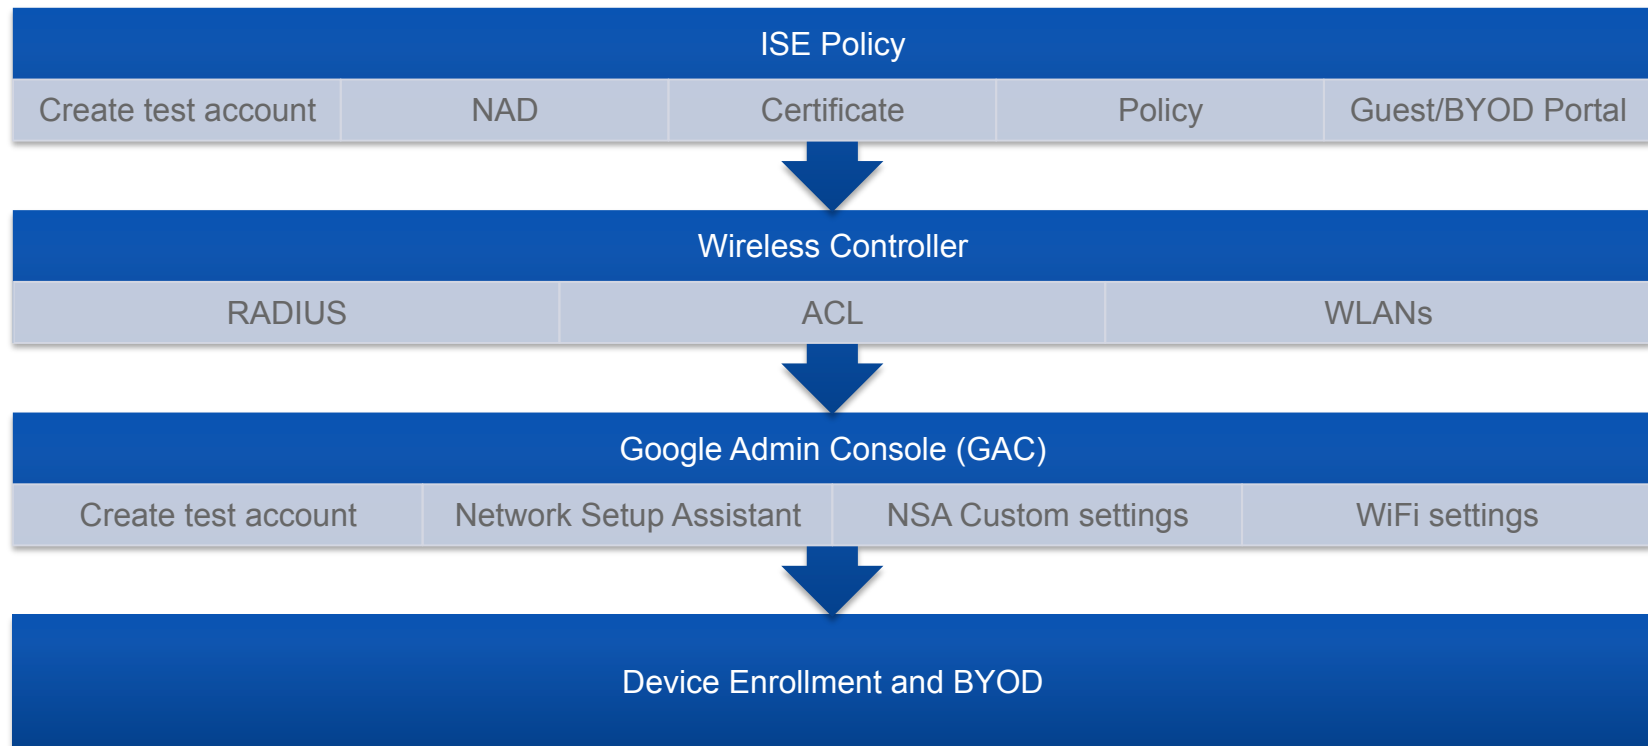 ISE Policy
Create test account NAD Certificate Policy Guest/BYOD Portal
Wireless Controller
RADIUS ACL WLANs
Google Admin Console (GAC)
Create test account Network Setup Assistant NSA Custom settings WiFi settings
Device Enrollment and BYOD